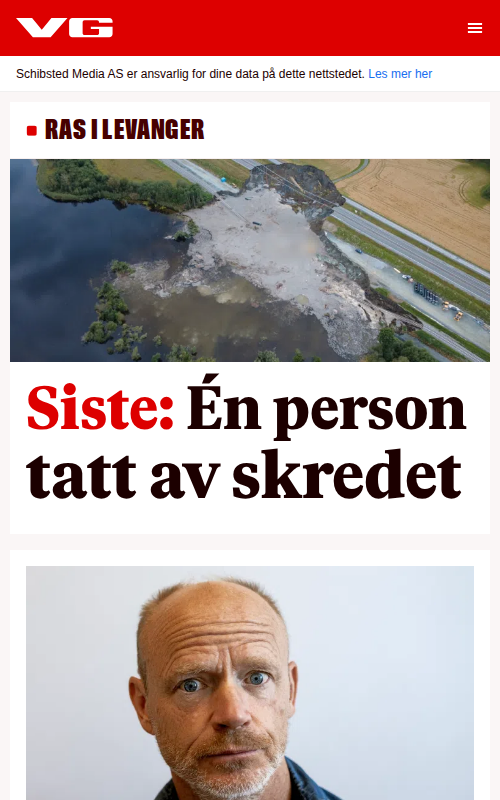 VG
Schibsted Media AS er ansvarlig for dine data på dette nettstedet. Les mer her
RAS I LEVANGER
Siste: Én person
tatt av skredet